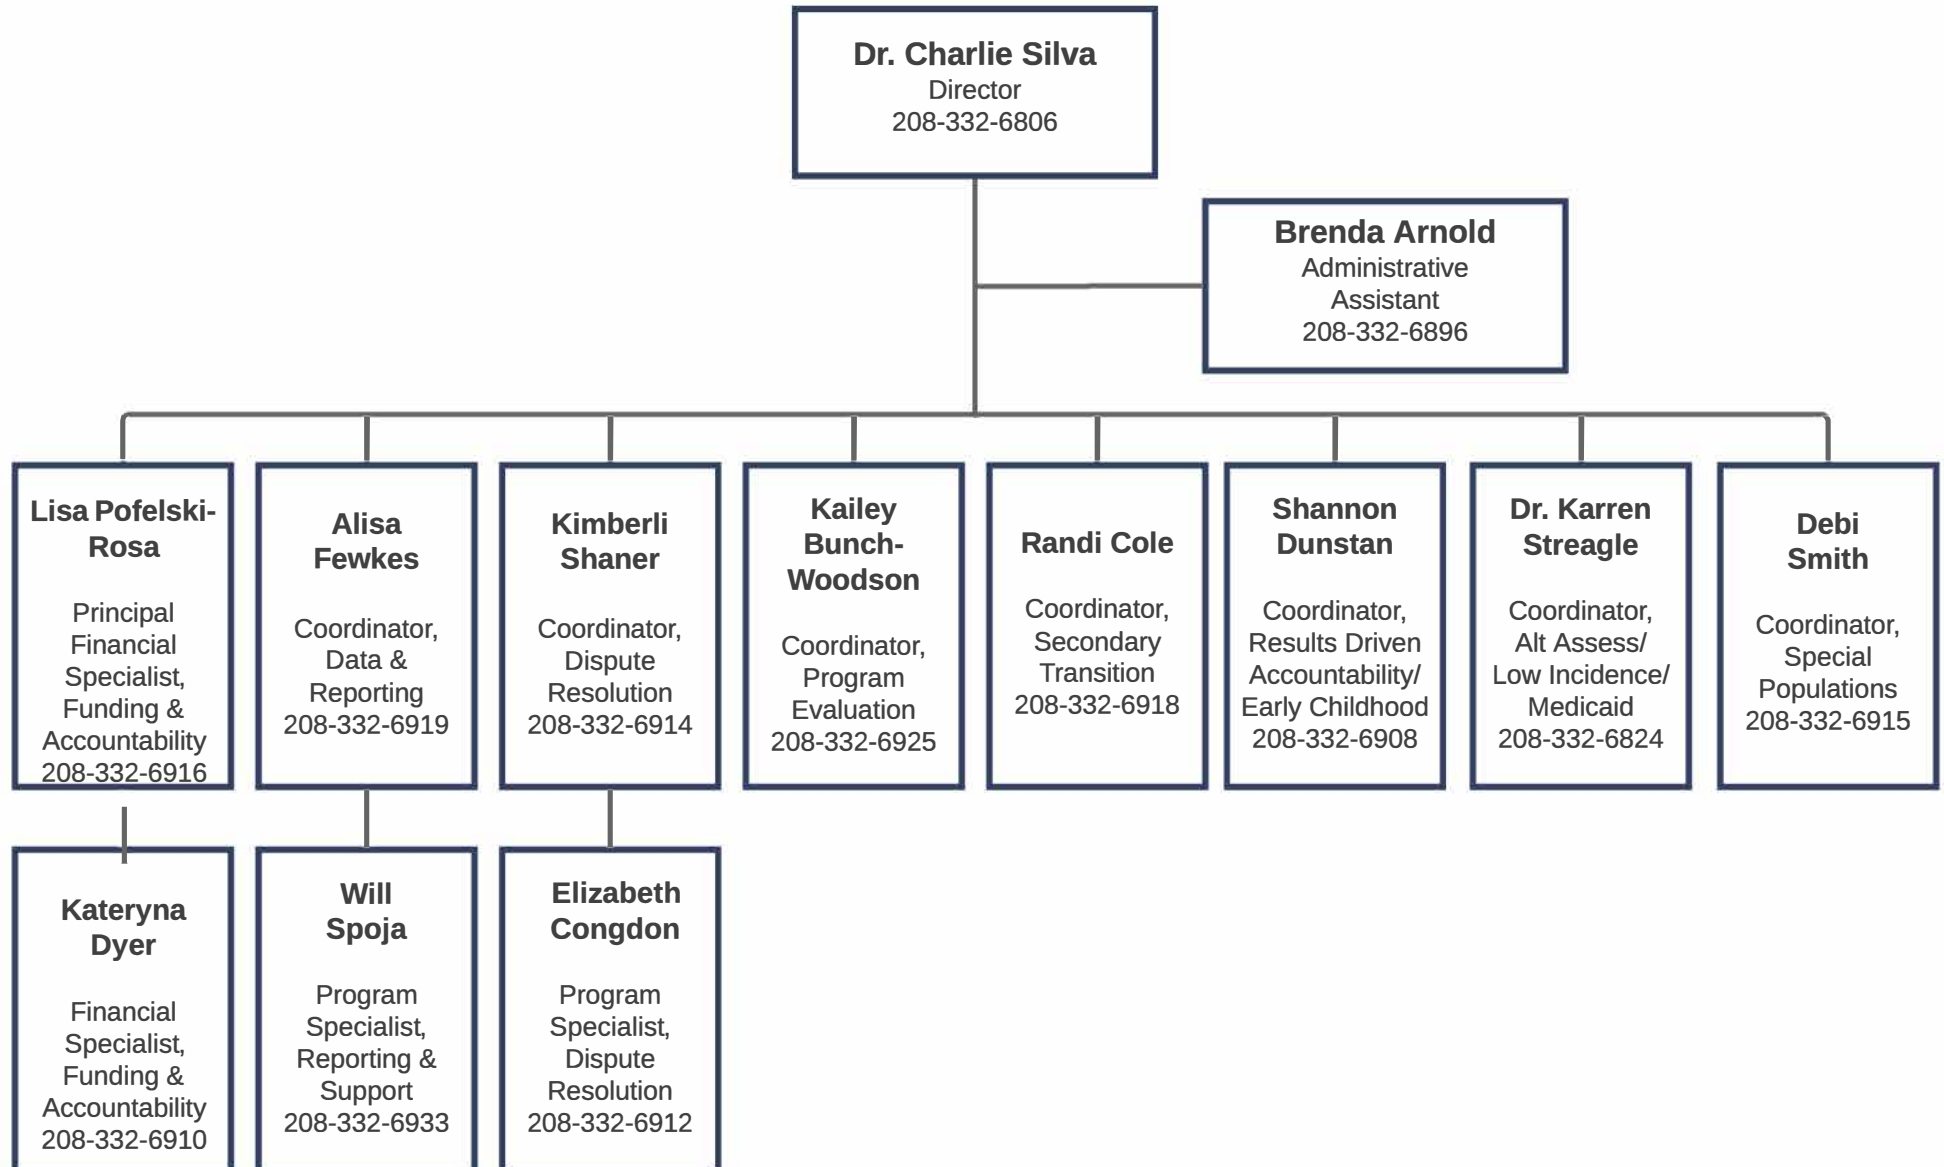 Dr. Charlie Silva
Director
208-332-6806
Brenda Arnold
Administrative
Assistant
208-332-6896
Lisa Pofelski-
Rosa
Principal
Financial
Specialist,
Funding &
Accountability
208-332-6916
Alisa
Fewkes
Coordinator,
Data &
Reporting
208-332-6919
Kimberli
Shaner
Coordinator,
Dispute
Resolution
208-332-6914
Kailey
Bunch-
Woodson
Coordinator,
Program
Evaluation
208-332-6925
Randi Cole
Coordinator,
Secondary
Transition
208-332-6918
Shannon
Dunstan
Coordinator,
Results Driven
Accountability/
Early Childhood
208-332-6908
Dr. Karren
Streagle
Coordinator,
Alt Assess/
Low Incidence/
Medicaid
208-332-6824
Debi
Smith
Coordinator,
Special
Populations
208-332-6915
Kateryna
Dyer
Financial
Specialist,
Funding &
Accountability
208-332-6910
Will
Spoja
Program
Specialist,
Reporting &
Support
208-332-6933
Elizabeth
Congdon
Program
Specialist,
Dispute
Resolution
208-332-6912